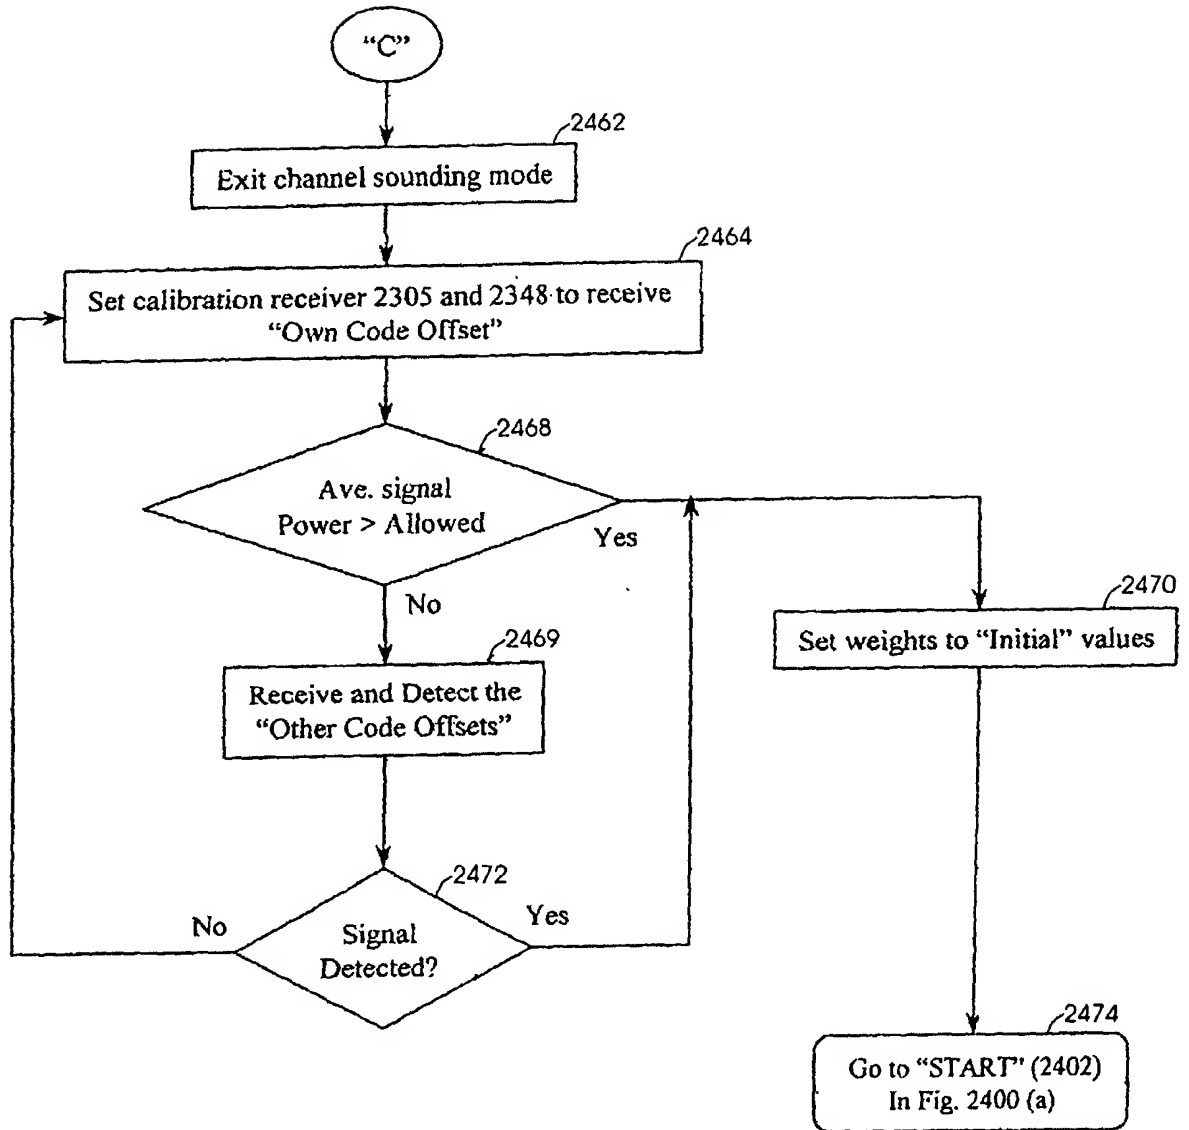 “C”
2462
Exit channel sounding mode
2464
Set calibration receiver 2305 and 2348 to receive
“Own Code Offset”
2468
Ave. signal
Power > Allowed
Yes
No
2470
Set weights to “Initial” values
2469
Receive and Detect the
“Other Code Offsets”
2472
No
Yes
Signal
Detected?
2474
Go to “START” (2402)
In Fig. 2400 (a)